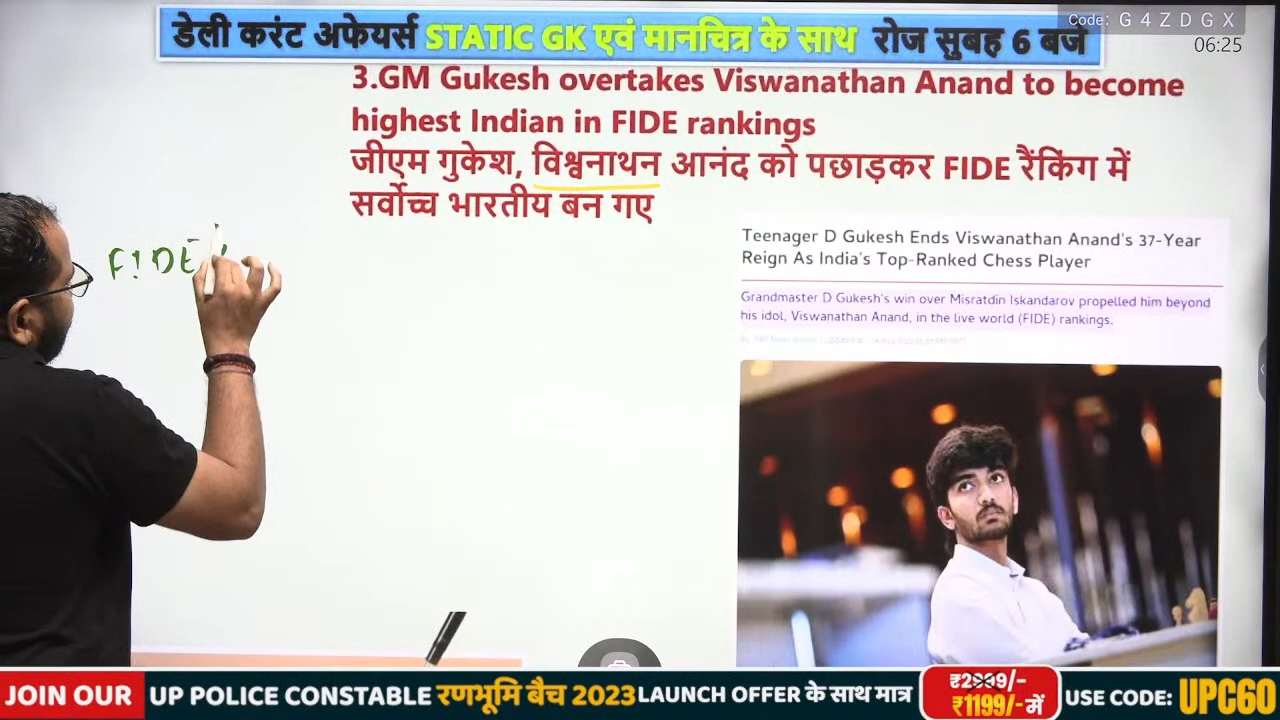 Code: G 4 Z D G X
डेली करंट अफेयर्स STATIC GK एवं मानचित्र के साथ रोज सुबह 6 बजे
06:25
3.GM Gukesh overtakes Viswanathan Anand to become
highest Indian in FIDE rankings
जीएम गुकेश, विश्वनाथन आनंद को पछाड़कर FIDE रैंकिंग में
सर्वोच्च भारतीय बन गए
FIDE
Teenager D Gukesh Ends Viswanathan Anand's 37-Year
Reign As India's Top-Ranked Chess Player
Grandmaster D Gukesh's win over Misratdin Iskandarov propelled him beyond
his idol, Viswanathan Anand, in the live world (FIDE) rankings.
JOIN OUR UP POLICE CONSTABLE रणभूमि बैच 2023 LAUNCH OFFER के साथ मात्र ₹2999/- ₹1199/- में USE CODE: UPC60